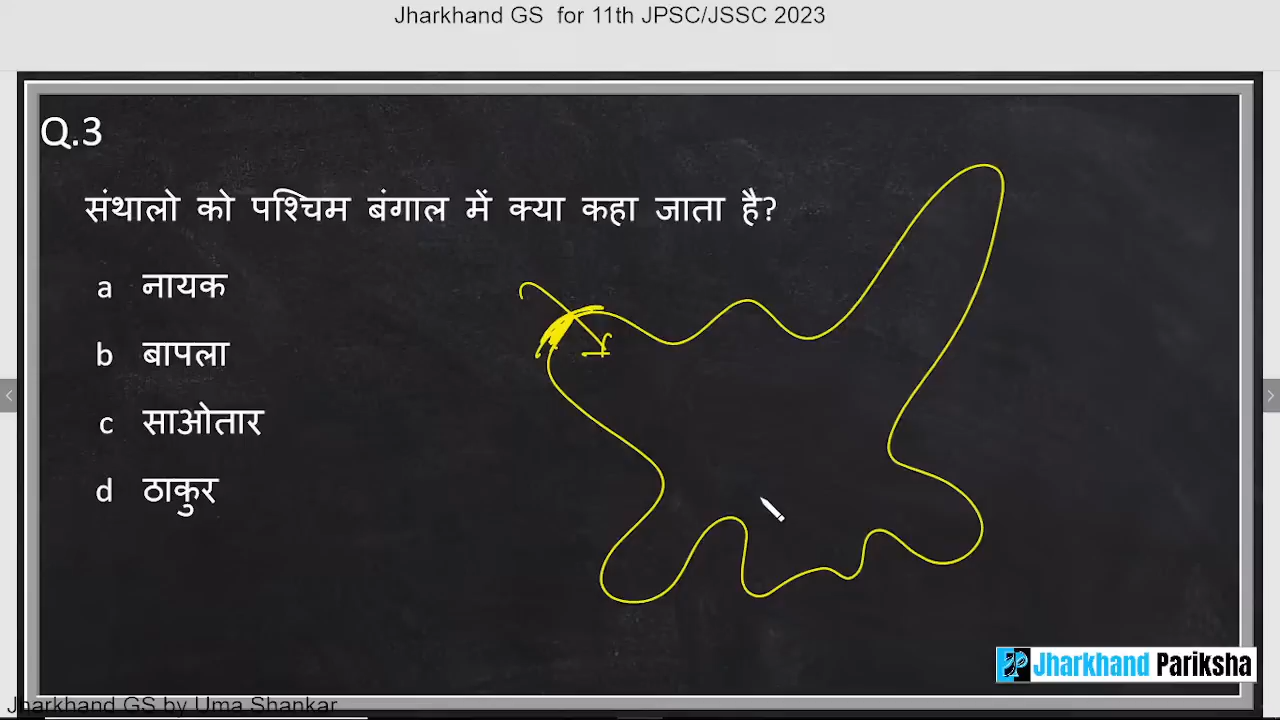 Jharkhand GS for 11th JPSC/JSSC 2023
Q.3
संथालो को पश्चिम बंगाल में क्या कहा जाता है?
a नायक
b बापला
c साओतार
d ठाकुर
Jharkhand Pariksha
Jharkhand GS by Uma Shankar